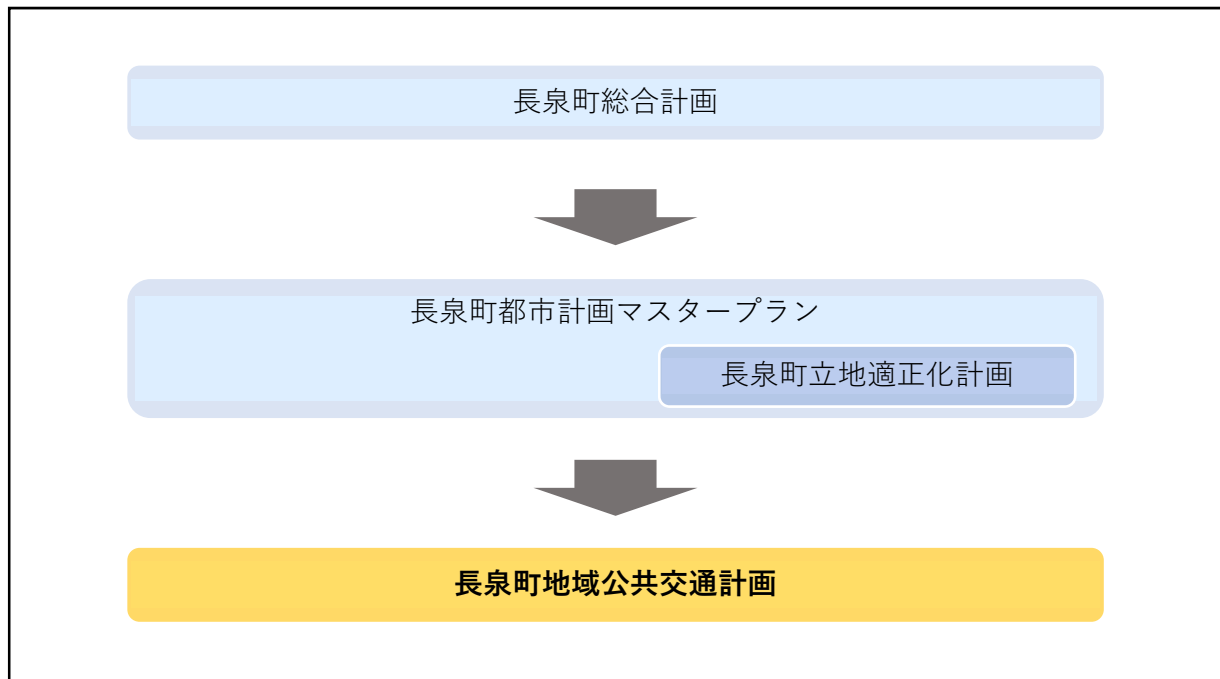 長泉町総合計画
長泉町都市計画マスタープラン
長泉町立地適正化計画
長泉町地域公共交通計画